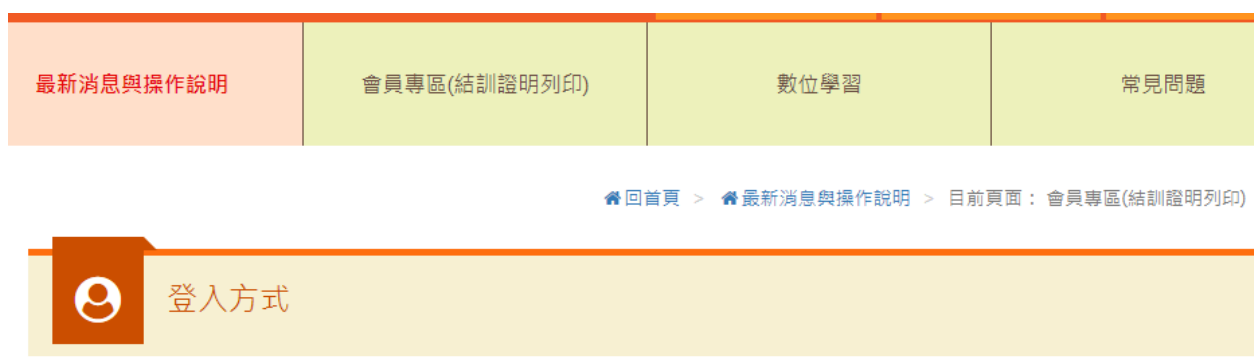 最新消息與操作說明 會員專區(結訓證明列印) 數位學習 常見問題
回首頁 > 最新消息與操作說明 > 目前頁面： 會員專區(結訓證明列印)
登入方式